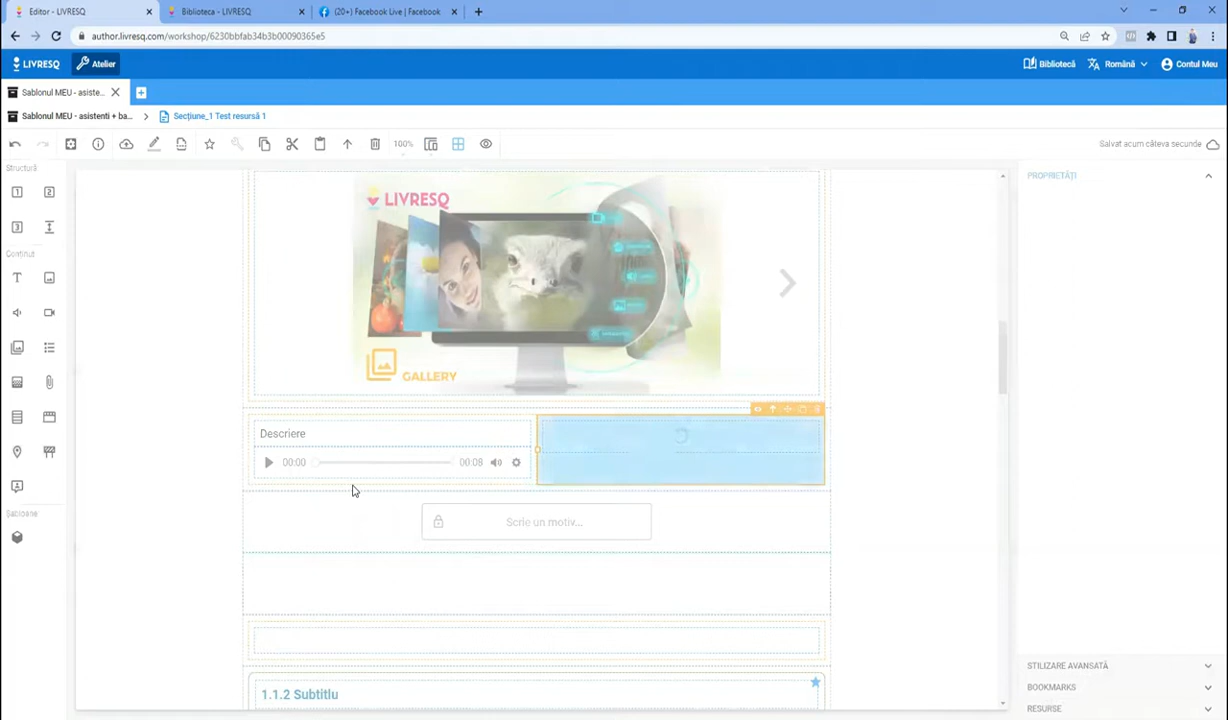 Editor - LIVRESQ
Biblioteca - LIVRESQ
(20+) Facebook Live | Facebook
author.livresq.com/workshop/6230bbfab34b3b00090365e5
LIVRESQ
Atelier
Bibliotecă
Română
Contul Meu
Sablonul MEU - asiste...
Sablonul MEU - asistenti + ba...
Secțiune_1 Test resursă 1
100%
Salvat acum câteva secunde
Structură
Conținut
Șabloane
PROPRIETĂȚI
LIVRESQ
GALLERY
Descriere
00:00
00:08
Scrie un motiv...
1.1.2 Subtitlu
STILIZARE AVANSATĂ
BOOKMARKS
RESURSE